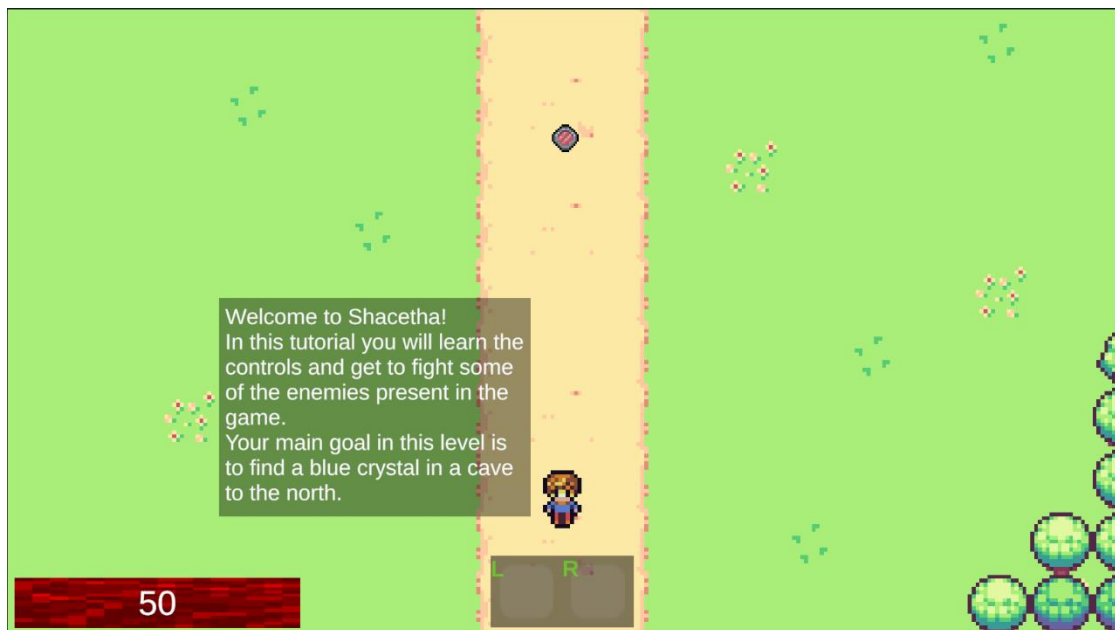 Welcome to Shacetha!
In this tutorial you will learn the
controls and get to fight some
of the enemies present in the
game.
Your main goal in this level is
to find a blue crystal in a cave
to the north.
L R
50